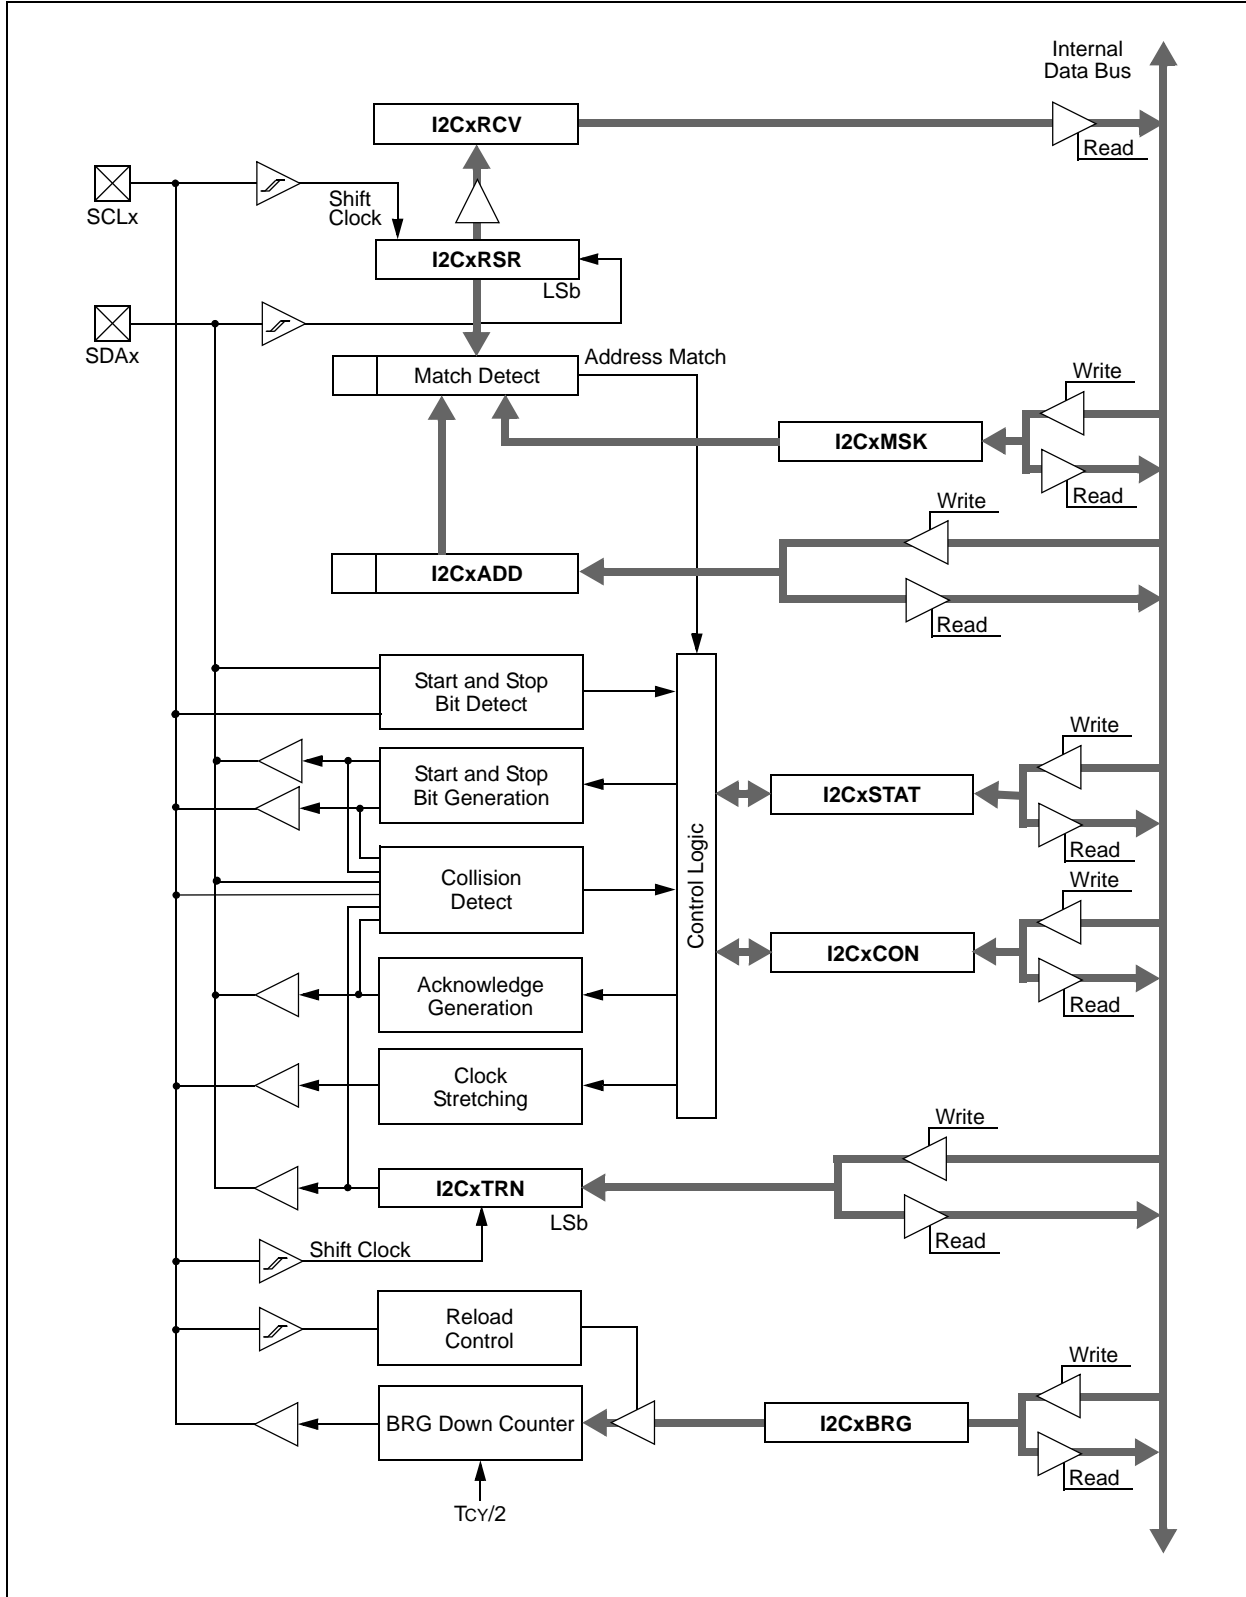 Internal
Data Bus
I2CxRCV
Read
SCLx
Shift
Clock
I2CxRSR
LSb
SDAx
Address Match
Match Detect
Write
I2CxMSK
Read
Write
I2CxADD
Read
Start and Stop
Bit Detect
Write
Start and Stop
Bit Generation
I2CxSTAT
Read
Control Logic
Collision
Detect
Write
I2CxCON
Read
Acknowledge
Generation
Clock
Stretching
Write
I2CxTRN
LSb
Read
Shift Clock
Reload
Control
Write
BRG Down Counter
I2CxBRG
Read
TCY/2